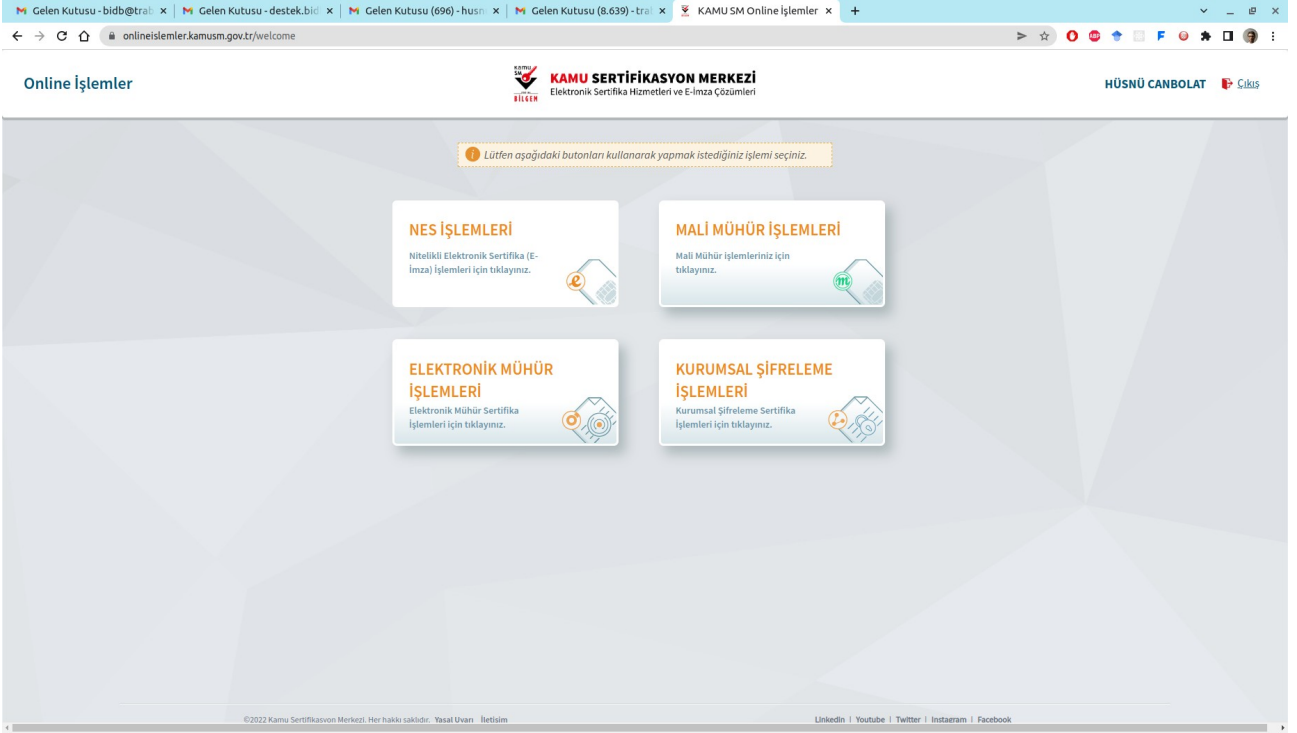 Gelen Kutusu - bidb@trab
Gelen Kutusu - destek.bid
Gelen Kutusu (696) - husn
Gelen Kutusu (8.639) - tra
KAMU SM Online İşlemler
onlineislemler.kamusm.gov.tr/welcome
Online İşlemler
KAMU SM
BİLGEM
KAMU SERTİFİKASYON MERKEZİ
Elektronik Sertifika Hizmetleri ve E-İmza Çözümleri
HÜSNÜ CANBOLAT
Çıkış
Lütfen aşağıdaki butonları kullanarak yapmak istediğiniz işlemi seçiniz.
NES İŞLEMLERİ
Nitelikli Elektronik Sertifika (E-
İmza) İşlemleri için tıklayınız.
MALİ MÜHÜR İŞLEMLERİ
Mali Mühür işlemleriniz için
tıklayınız.
ELEKTRONİK MÜHÜR
İŞLEMLERİ
Elektronik Mühür Sertifika
İşlemleri için tıklayınız.
KURUMSAL ŞİFRELEME
İŞLEMLERİ
Kurumsal Şifreleme Sertifika
İşlemleri için tıklayınız.
©2022 Kamu Sertifikasyon Merkezi. Her hakkı saklıdır. Yasal Uyarı İletisim
Linkedin | Youtube | Twitter | Instagram | Facebook